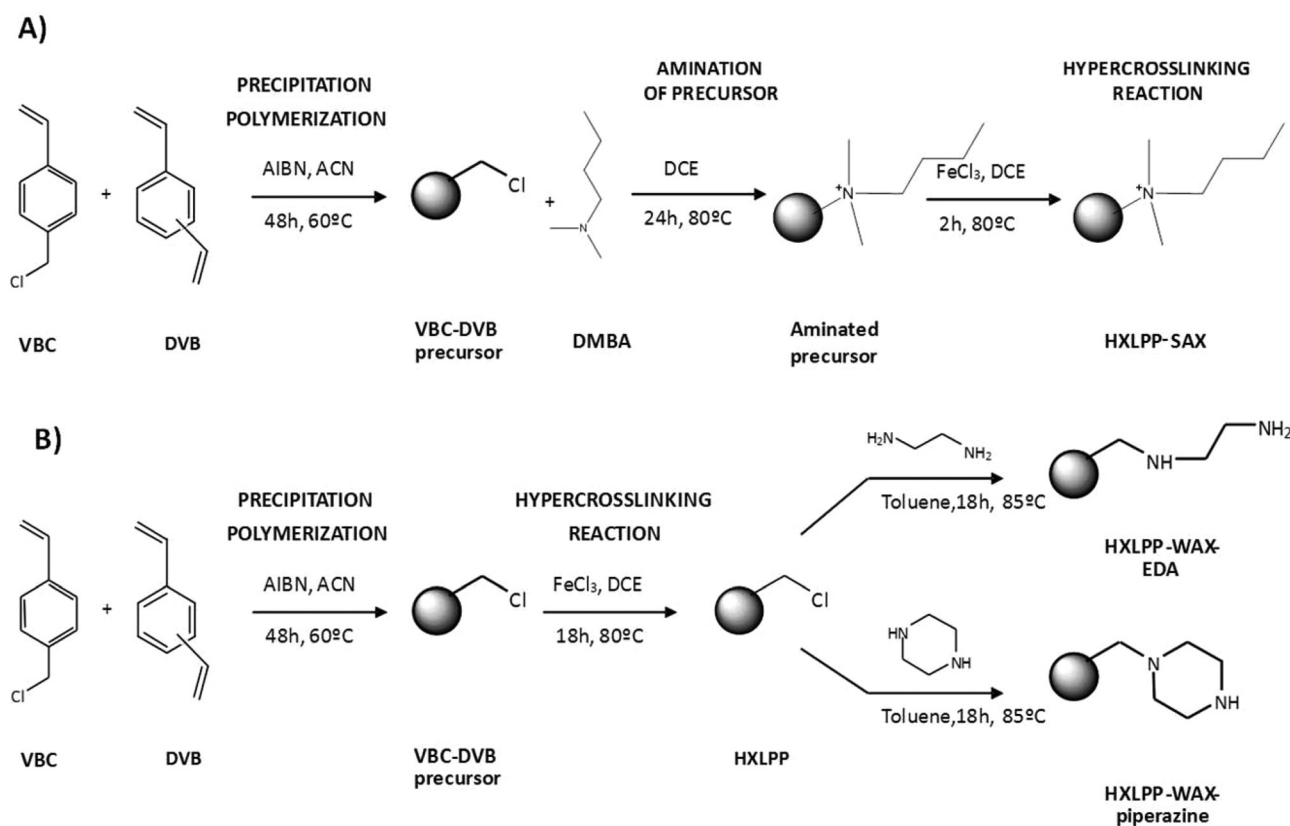 A)
PRECIPITATION
POLYMERIZATION
AIBN, ACN
48h, 60ºC
AMINATION
OF PRECURSOR
DCE
24h, 80ºC
HYPERCROSSLINKING
REACTION
FeCl₃, DCE
2h, 80ºC
Cl
+
Cl
+
N
N
+
N
+
VBC
DVB
VBC-DVB
precursor
DMBA
Aminated
precursor
HXLPP-SAX
B)
PRECIPITATION
POLYMERIZATION
AIBN, ACN
48h, 60ºC
HYPERCROSSLINKING
REACTION
FeCl₃, DCE
18h, 80ºC
H₂N
NH₂
Toluene,18h, 85ºC
NH
NH₂
HXLPP-WAX-
EDA
Cl
+
Cl
Cl
HN
NH
Toluene,18h, 85ºC
N
NH
VBC
DVB
VBC-DVB
precursor
HXLPP
HXLPP-WAX-
piperazine